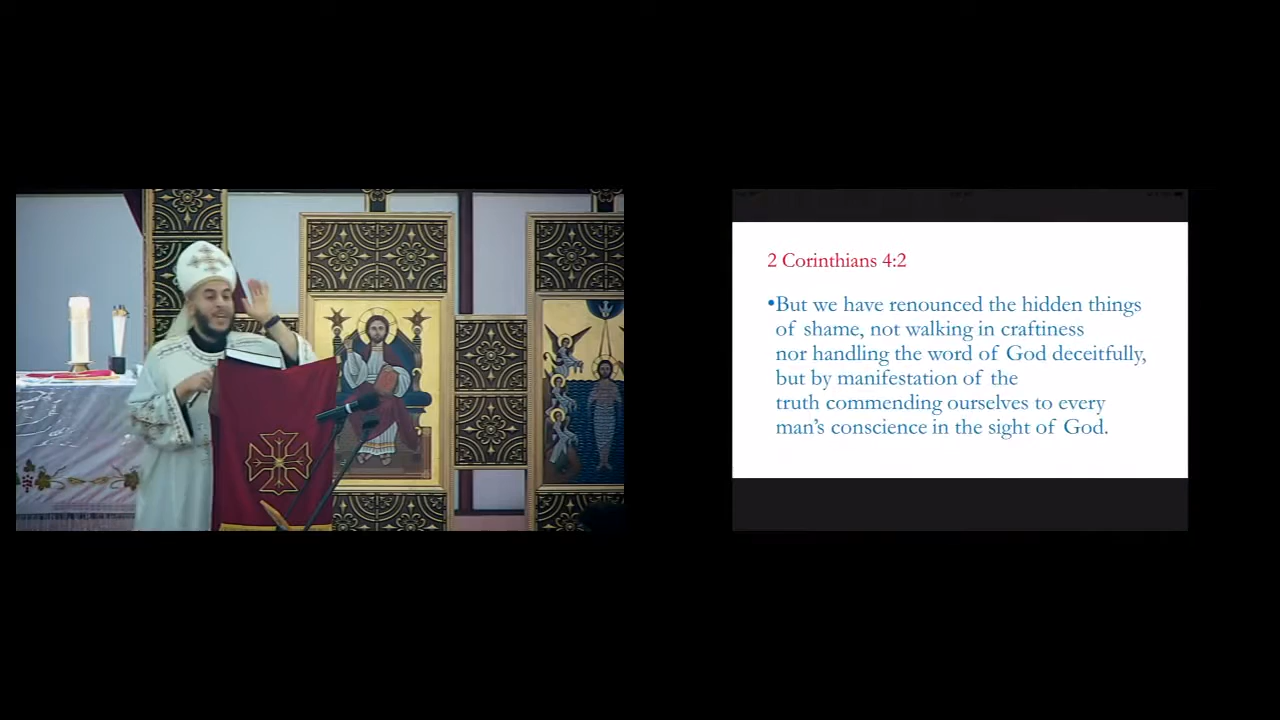 2 Corinthians 4:2
•But we have renounced the hidden things
of shame, not walking in craftiness
nor handling the word of God deceitfully,
but by manifestation of the
truth commending ourselves to every
man’s conscience in the sight of God.